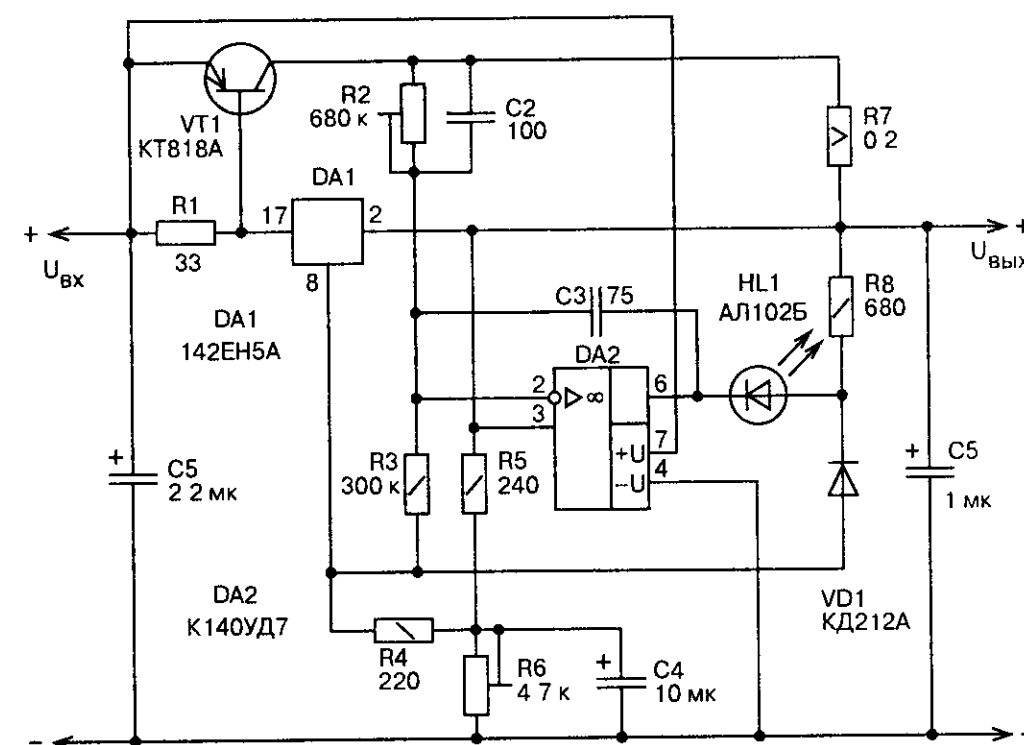 R2
680 к
C2
100
VT1
КТ818А
R7
0 2
DA1
R1
17
2
+
+
33
8
Uвх
Uвых
HL1
АЛ102Б
R8
680
C3
75
DA1
142ЕН5А
DA2
2
▷ ∞
6
3
7
+U
4
−U
R3
300 к
R5
240
+
C5
2 2 мк
+
C5
1 мк
DA2
К140УД7
VD1
КД212А
R4
220
R6
4 7 к
+
C4
10 мк
−
-